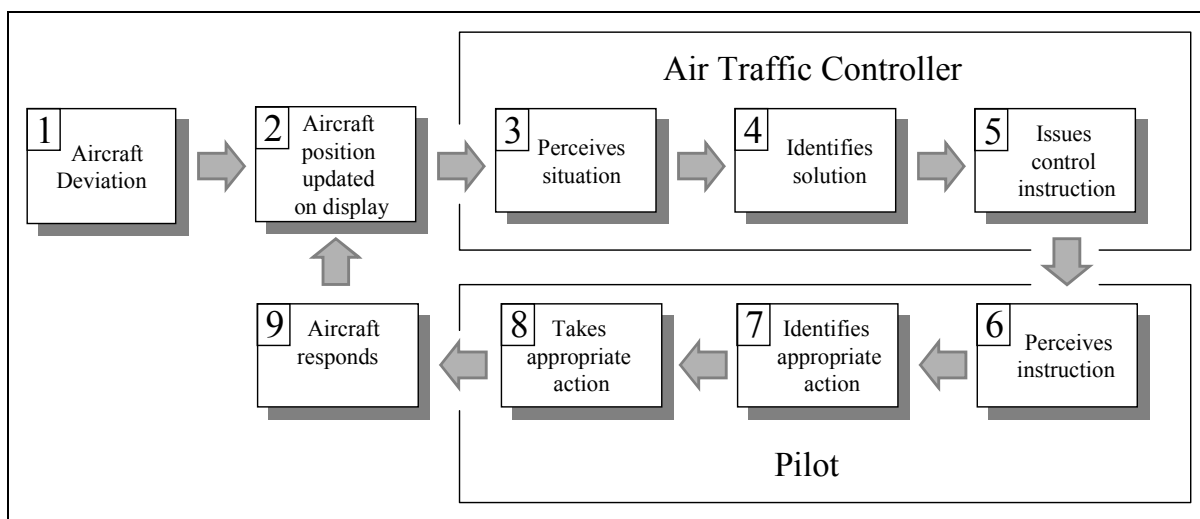 Air Traffic Controller
1
Aircraft
Deviation
2
Aircraft
position
updated
on display
3
Perceives
situation
4
Identifies
solution
5
Issues
control
instruction
6
Perceives
instruction
7
Identifies
appropriate
action
8
Takes
appropriate
action
9
Aircraft
responds
Pilot